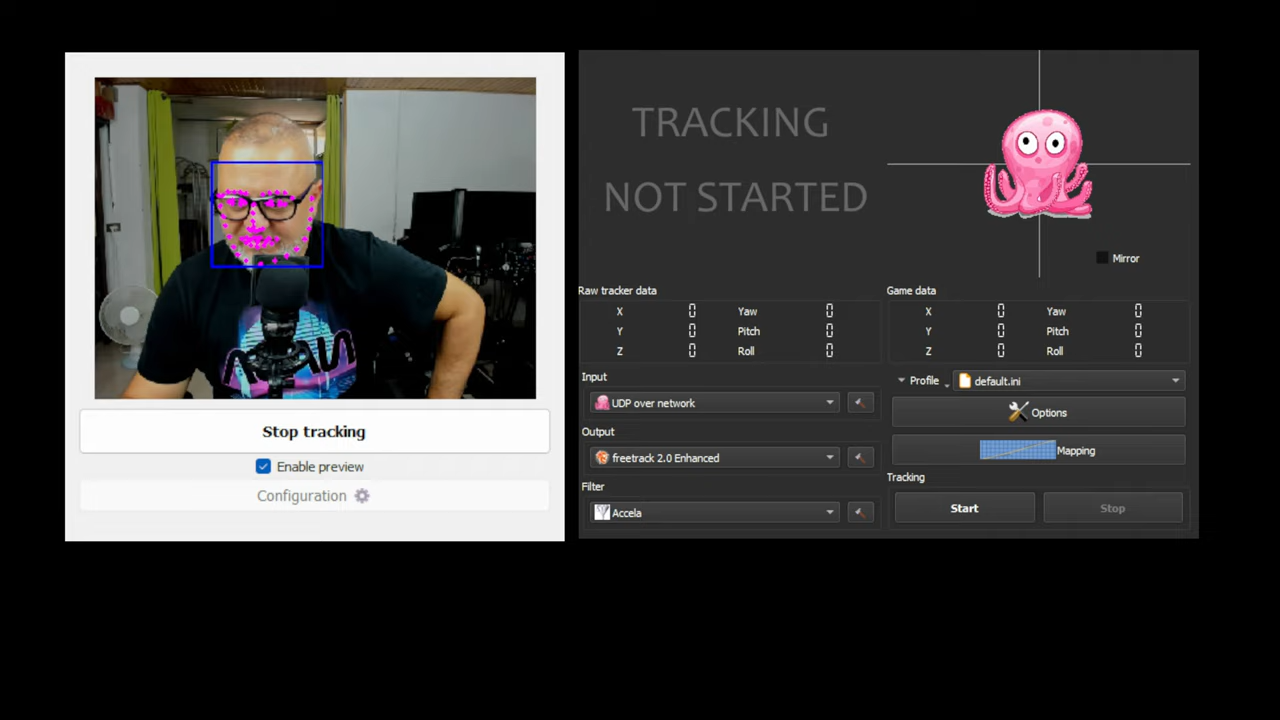 Stop tracking
Enable preview
Configuration
TRACKING
NOT STARTED
Mirror
Raw tracker data
X 0 Yaw 0
Y 0 Pitch 0
Z 0 Roll 0
Game data
X 0 Yaw 0
Y 0 Pitch 0
Z 0 Roll 0
Input
UDP over network
Output
freetrack 2.0 Enhanced
Filter
Accela
Profile default.ini
Options
Mapping
Tracking
Start Stop